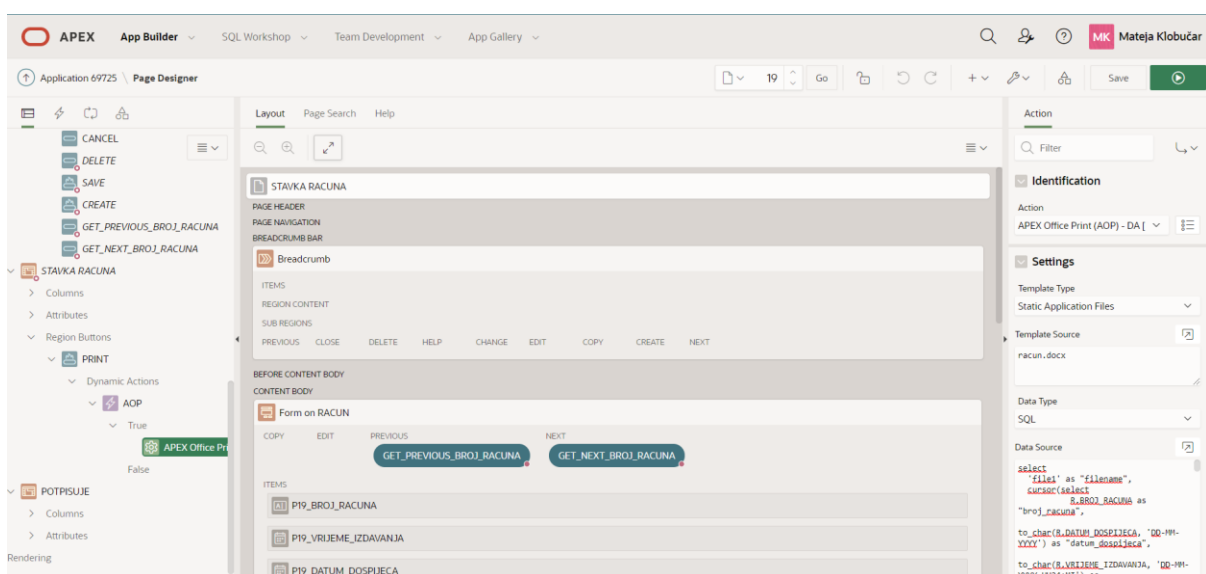 APEX App Builder SQL Workshop Team Development App Gallery MK Mateja Klobučar
Application 69725 \ Page Designer 19 Go Save
Layout Page Search Help
Action
CANCEL
DELETE
SAVE
CREATE
GET_PREVIOUS_BROJ_RACUNA
GET_NEXT_BROJ_RACUNA
STAVKA RACUNA
Columns
Attributes
Region Buttons
PRINT
Dynamic Actions
AOP
True
APEX Office Pri
False
POTPISUJE
Columns
Attributes
Rendering
STAVKA RACUNA
PAGE HEADER
PAGE NAVIGATION
BREADCRUMB BAR
Breadcrumb
ITEMS
REGION CONTENT
SUB REGIONS
PREVIOUS CLOSE DELETE HELP CHANGE EDIT COPY CREATE NEXT
BEFORE CONTENT BODY
CONTENT BODY
Form on RACUN
COPY EDIT PREVIOUS NEXT
GET_PREVIOUS_BROJ_RACUNA GET_NEXT_BROJ_RACUNA
ITEMS
P19_BROJ_RACUNA
P19_VRIJEME_IZDAVANJA
P19_DATUM_DOSPIJECA
Filter
Identification
Action
APEX Office Print (AOP) - DA [
Settings
Template Type
Static Application Files
Template Source
racun.docx
Data Type
SQL
Data Source
select
'file1' as "filename",
cursor(select
R.BROJ_RACUNA as
"broj_racuna",
to_char(R.DATUM_DOSPIJECA, 'DD-MM-
YYYY') as "datum_dospijeca",
to_char(R.VRIJEME_IZDAVANJA, 'DD-MM-